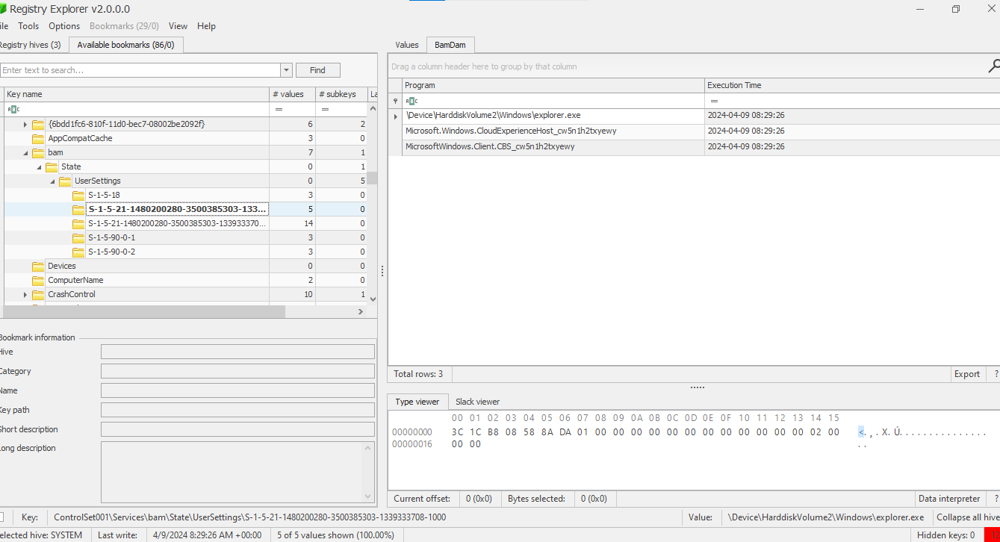 Registry Explorer v2.0.0.0
ile Tools Options Bookmarks (29/0) View Help
Registry hives (3) Available bookmarks (86/0)
Enter text to search... Find
Key name # values # subkeys La
= =
{6bdd1fc6-810f-11d0-bec7-08002be2092f} 6 2
AppCompatCache 3 0
bam 7 1
State 0 1
UserSettings 0 5
S-1-5-18 3 0
S-1-5-21-1480200280-3500385303-133... 5 0
S-1-5-21-1480200280-3500385303-133933370... 14 0
S-1-5-90-0-1 3 0
S-1-5-90-0-2 3 0
Devices 0 0
ComputerName 2 0
CrashControl 10 1
Bookmark information
Hive
Category
Name
Key path
Short description
Long description
Values BamDam
Drag a column header here to group by that column
Program Execution Time
=
\Device\HarddiskVolume2\Windows\explorer.exe 2024-04-09 08:29:26
Microsoft.Windows.CloudExperienceHost_cw5n1h2txyewy 2024-04-09 08:29:26
MicrosoftWindows.Client.CBS_cw5n1h2txyewy 2024-04-09 08:29:26
Total rows: 3 Export ?
Type viewer Slack viewer
00 01 02 03 04 05 06 07 08 09 0A 0B 0C 0D 0E 0F 10 11 12 13 14 15
00000000 3C 1C B8 08 58 8A DA 01 00 00 00 00 00 00 00 00 00 00 00 00 02 00 <.¸.X.Ú...............
00000016 00 00 ..
Current offset: 0 (0x0) Bytes selected: 0 (0x0) Data interpreter ?
Key: ControlSet001\Services\bam\State\UserSettings\S-1-5-21-1480200280-3500385303-1339333708-1000 Value: \Device\HarddiskVolume2\Windows\explorer.exe Collapse all hive
elected hive: SYSTEM Last write: 4/9/2024 8:29:26 AM +00:00 5 of 5 values shown (100.00%) Hidden keys: 0